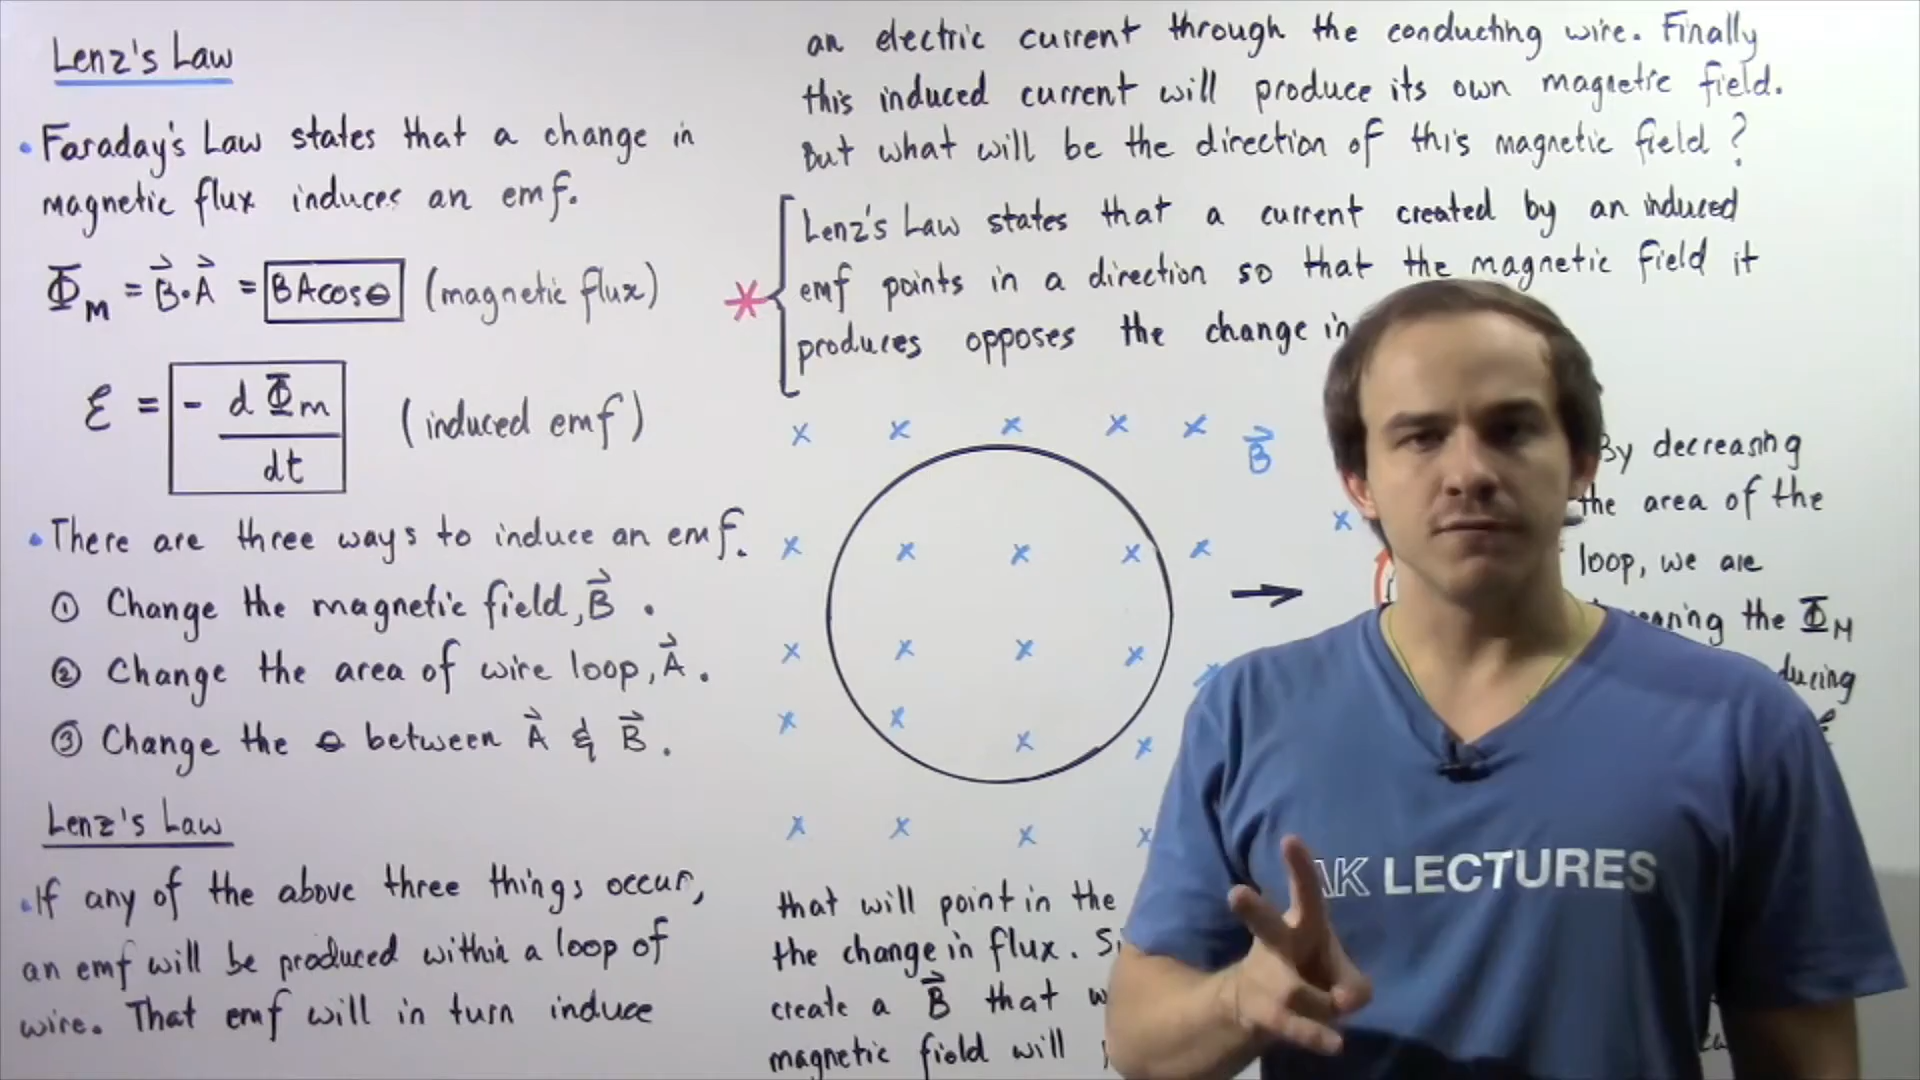 Lenz's Law
• Faraday's Law states that a change in
magnetic flux induces an emf.
Φм = B⃗·A⃗ = BAcosθ (magnetic flux)
ℰ = - dΦm/dt (induced emf)
• There are three ways to induce an emf.
① Change the magnetic field, B⃗ .
② Change the area of wire loop, A⃗ .
③ Change the θ between A⃗ & B⃗ .
Lenz's Law
• If any of the above three things occur,
an emf will be produced within a loop of
wire. That emf will in turn induce
an electric current through the conducting wire. Finally
this induced current will produce its own magnetic field.
But what will be the direction of this magnetic field?
* Lenz's Law states that a current created by an induced
emf points in a direction so that the magnetic field it
produces opposes the change in
x x x x x B⃗
x x x x x x
x x x x x
x x x x
x x x x
By decreasing
the area of the
loop, we are
the Φм
that will point in the
the change in flux.
create a B⃗ that
magnetic field will
AK LECTURES